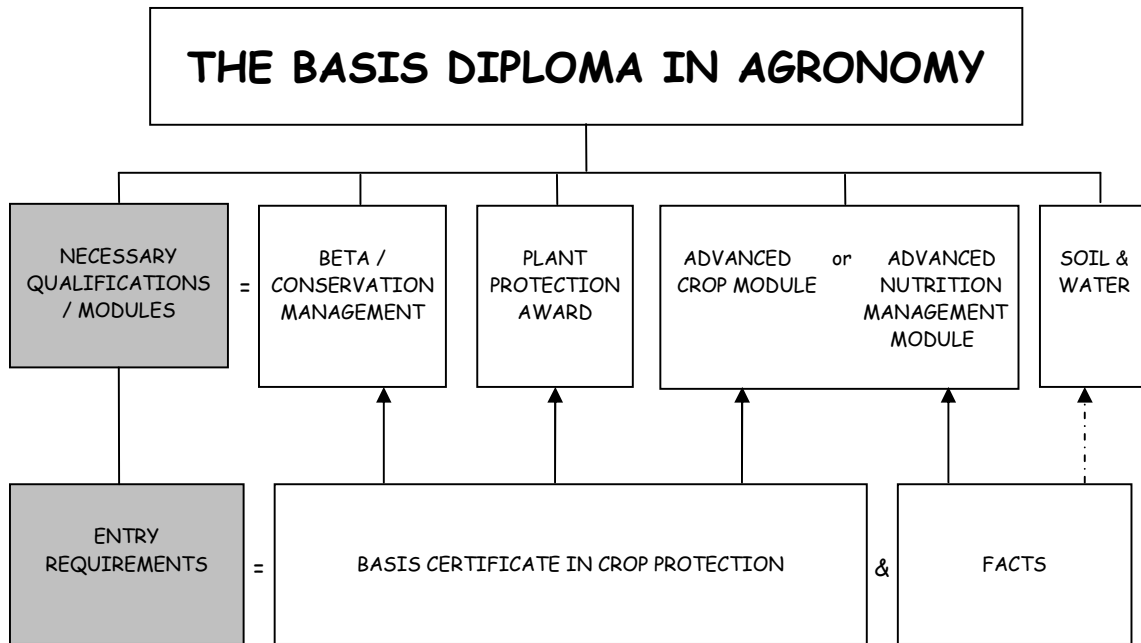 THE BASIS DIPLOMA IN AGRONOMY
NECESSARY
QUALIFICATIONS
/ MODULES
=
BETA /
CONSERVATION
MANAGEMENT
PLANT
PROTECTION
AWARD
ADVANCED
CROP MODULE
or
ADVANCED
NUTRITION
MANAGEMENT
MODULE
SOIL &
WATER
ENTRY
REQUIREMENTS
=
BASIS CERTIFICATE IN CROP PROTECTION
&
FACTS